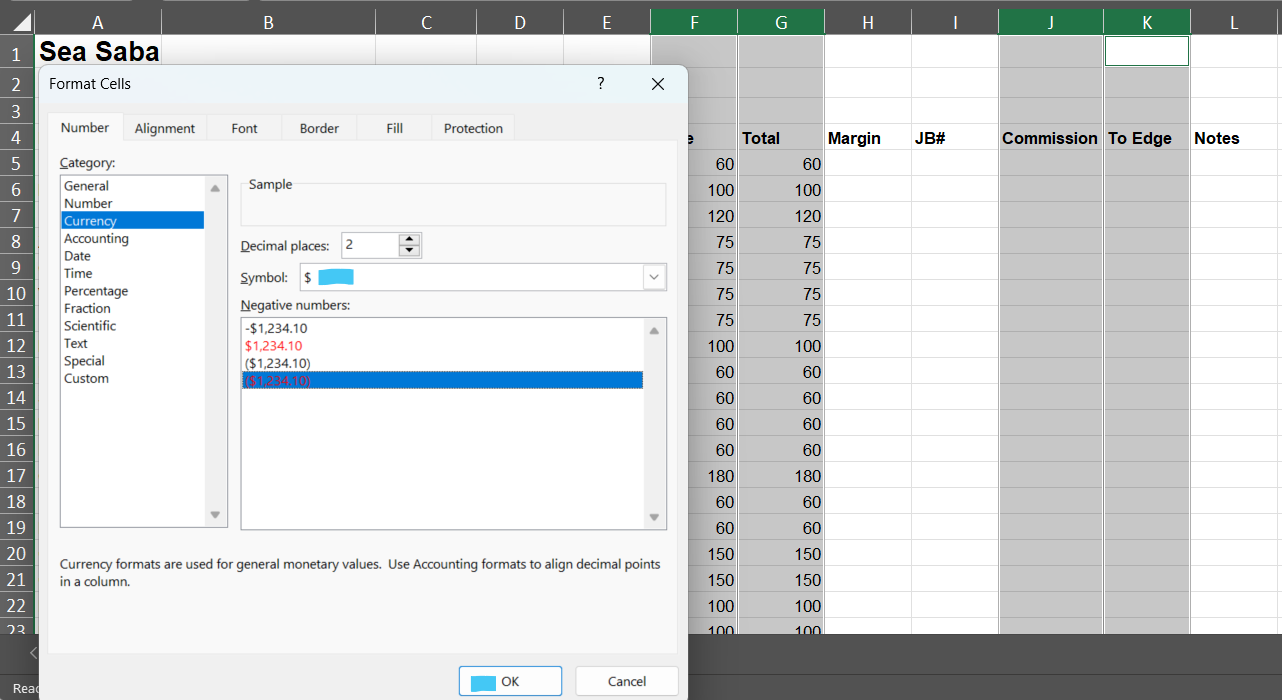 A B C D E F G H I J K L
1 Sea Saba
2 Format Cells ?
3
4 Number Alignment Font Border Fill Protection Total Margin JB# Commission To Edge Notes
5 Category: 60 60
6 General Sample 100 100
7 Number 120 120
Currency
8 Accounting Decimal places: 2 75 75
9 Date 75 75
Time Symbol: $
10 Percentage 75 75
11 Fraction Negative numbers: 75 75
12 Scientific -$1,234.10 100 100
Text $1,234.10
13 Special ($1,234.10) 60 60
Custom ($1,234.10)
14 60 60
15 60 60
16 60 60
17 180 180
18 60 60
19 60 60
20 150 150
Currency formats are used for general monetary values. Use Accounting formats to align decimal points
21 in a column. 150 150
22 100 100
23 100 100
OK Cancel